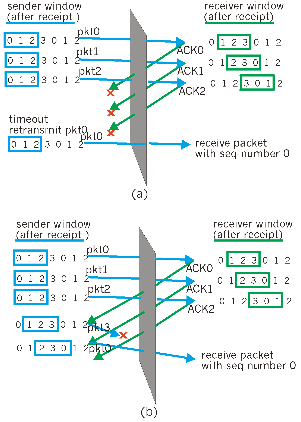 sender window
(after receipt)
receiver window
(after receipt)
0 1 2 3 0 1 2 pkt0
0 1 2 3 0 1 2 pkt1
0 1 2 3 0 1 2 pkt2
ACK0 0 1 2 3 0 1 2
ACK1 0 1 2 3 0 1 2
ACK2 0 1 2 3 0 1 2
timeout
retransmit pkt0
0 1 2 3 0 1 2 pkt0
receive packet
with seq number 0
(a)
sender window
(after receipt)
receiver window
(after receipt)
0 1 2 3 0 1 2 pkt0
0 1 2 3 0 1 2 pkt1
0 1 2 3 0 1 2 pkt2
ACK0 0 1 2 3 0 1 2
ACK1 0 1 2 3 0 1 2
ACK2 0 1 2 3 0 1 2
0 1 2 3 0 1 2 pkt3
0 1 2 3 0 1 2 pkt0
receive packet
with seq number 0
(b)